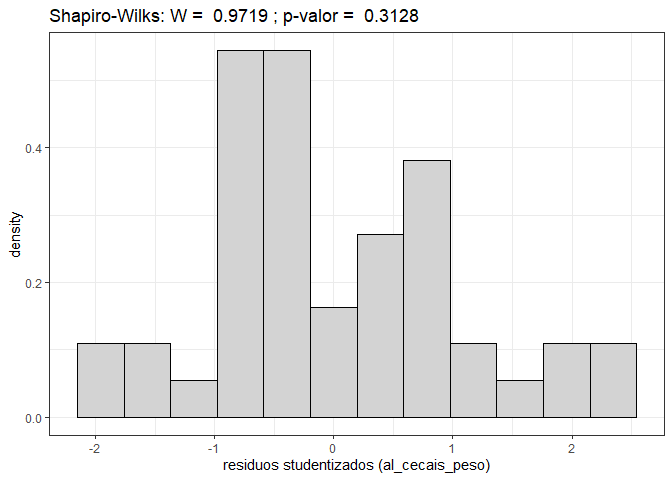 Shapiro-Wilks: W =  0.9719 ; p-valor =  0.3128
density
0.4
0.2
0.0
-2
-1
0
1
2
residuos studentizados (al_cecais_peso)